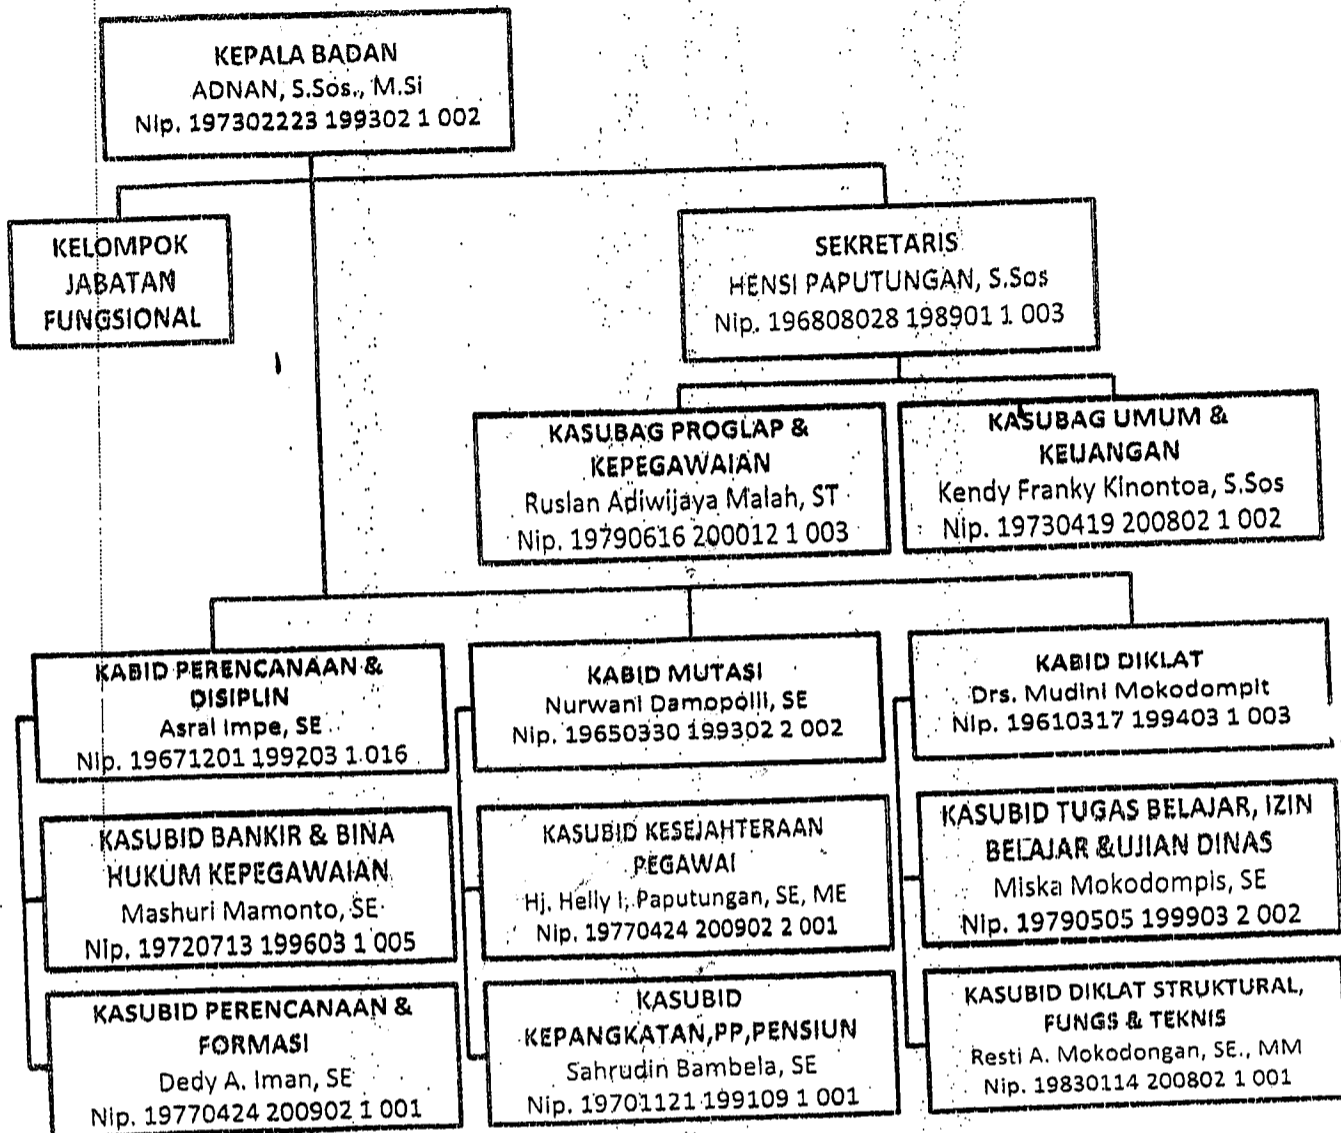 KEPALA BADAN
ADNAN, S.Sos., M.Si
Nip. 197302223 199302 1 002
KELOMPOK
JABATAN
FUNGSIONAL
SEKRETARIS
HENSI PAPUTUNGAN, S.Sos
Nip. 196808028 198901 1 003
KASUBAG PROGLAP &
KEPEGAWAIAN
Ruslan Adiwijaya Malah, ST
Nip. 19790616 200012 1 003
KASUBAG UMUM &
KEUANGAN
Kendy Franky Kinontoa, S.Sos
Nip. 19730419 200802 1 002
KABID PERENCANAAN &
DISIPLIN
Asral Impe, SE
Nip. 19671201 199203 1 016
KABID MUTASI
Nurwani Damopolii, SE
Nip. 19650330 199302 2 002
KABID DIKLAT
Drs. Mudini Mokodompit
Nip. 19610317 199403 1 003
KASUBID BANKIR & BINA
HUKUM KEPEGAWAIAN
Mashuri Mamonto, SE
Nip. 19720713 199603 1 005
KASUBID KESEJAHTERAAN
PEGAWAI
Hj. Helly I. Paputungan, SE, ME
Nip. 19770424 200902 2 001
KASUBID TUGAS BELAJAR, IZIN
BELAJAR &UJIAN DINAS
Miska Mokodompis, SE
Nip. 19790505 199903 2 002
KASUBID PERENCANAAN &
FORMASI
Dedy A. Iman, SE
Nip. 19770424 200902 1 001
KASUBID
KEPANGKATAN,PP,PENSIUN
Sahrudin Bambela, SE
Nip. 19701121 199109 1 001
KASUBID DIKLAT STRUKTURAL,
FUNGS & TEKNIS
Resti A. Mokodongan, SE., MM
Nip. 19830114 200802 1 001